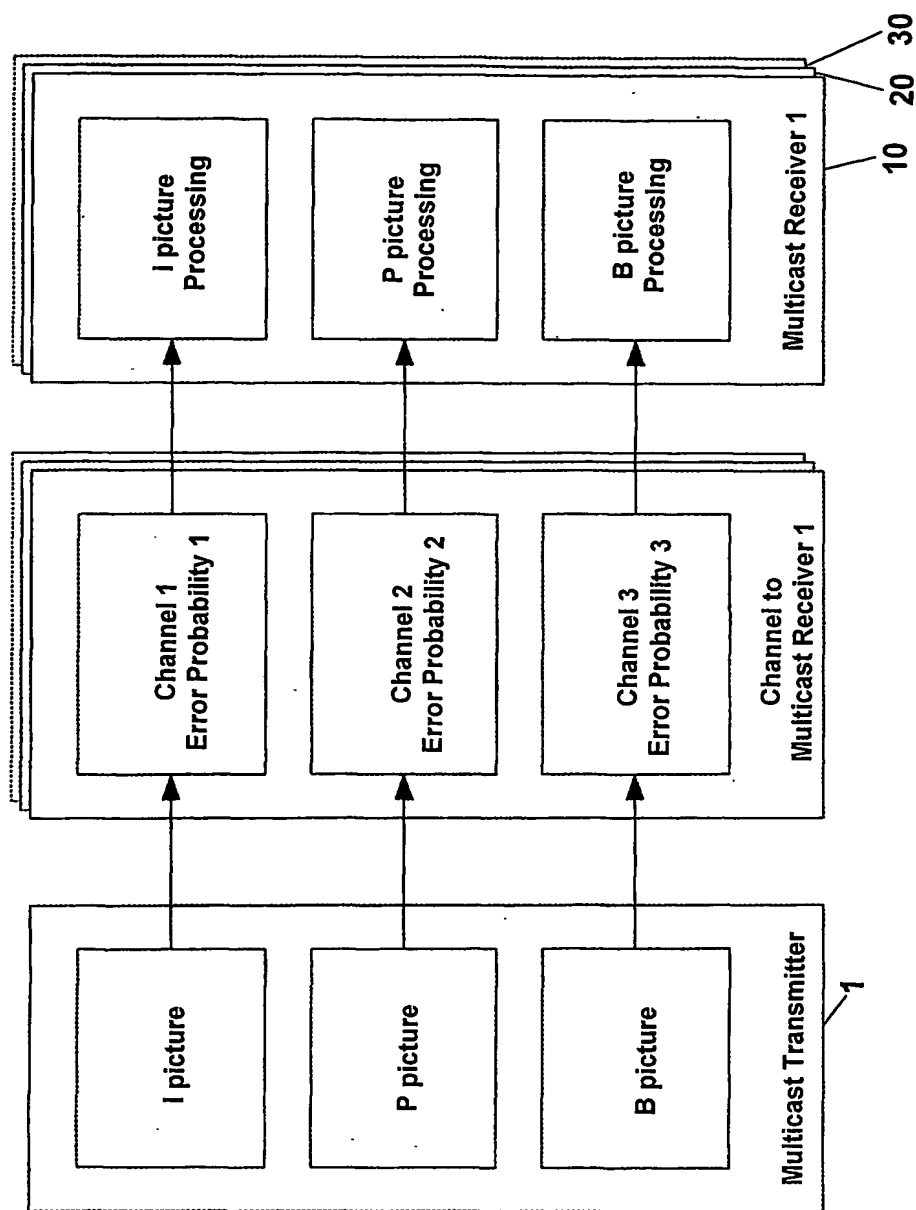 I picture
P picture
B picture
Multicast Transmitter
1
Channel 1
Error Probability 1
Channel 2
Error Probability 2
Channel 3
Error Probability 3
Channel to
Multicast Receiver 1
I picture
Processing
P picture
Processing
B picture
Processing
Multicast Receiver 1
10
20
30